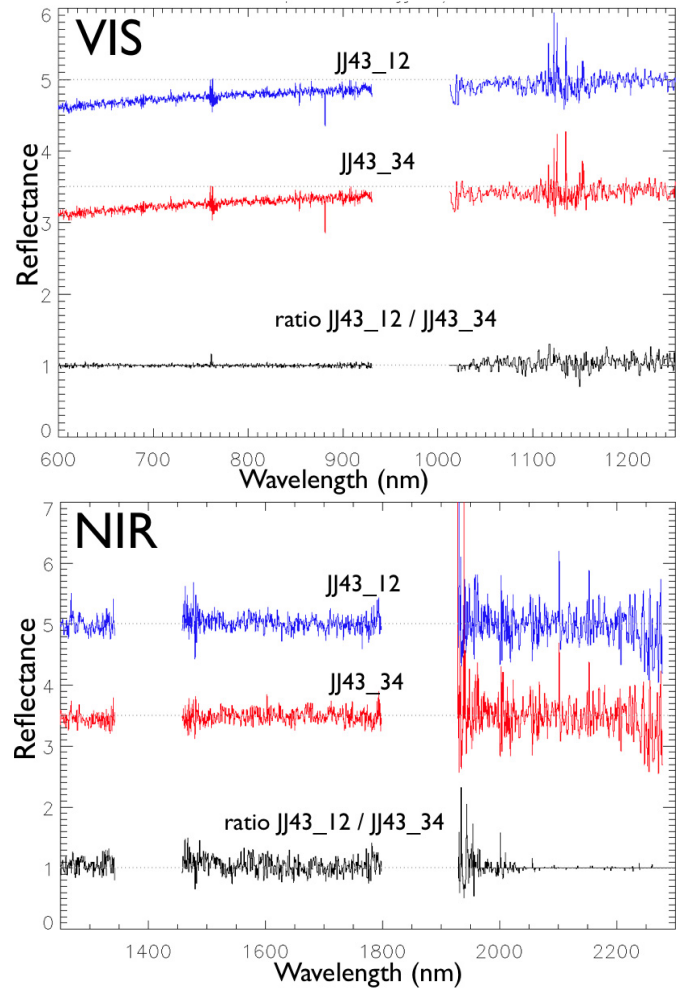 VIS
Reflectance
6
5
4
3
2
1
0
JJ43_12
JJ43_34
ratio JJ43_12 / JJ43_34
600 700 800 900 1000 1100 1200
Wavelength (nm)
NIR
Reflectance
7
6
5
4
3
2
1
0
JJ43_12
JJ43_34
ratio JJ43_12 / JJ43_34
1400 1600 1800 2000 2200
Wavelength (nm)